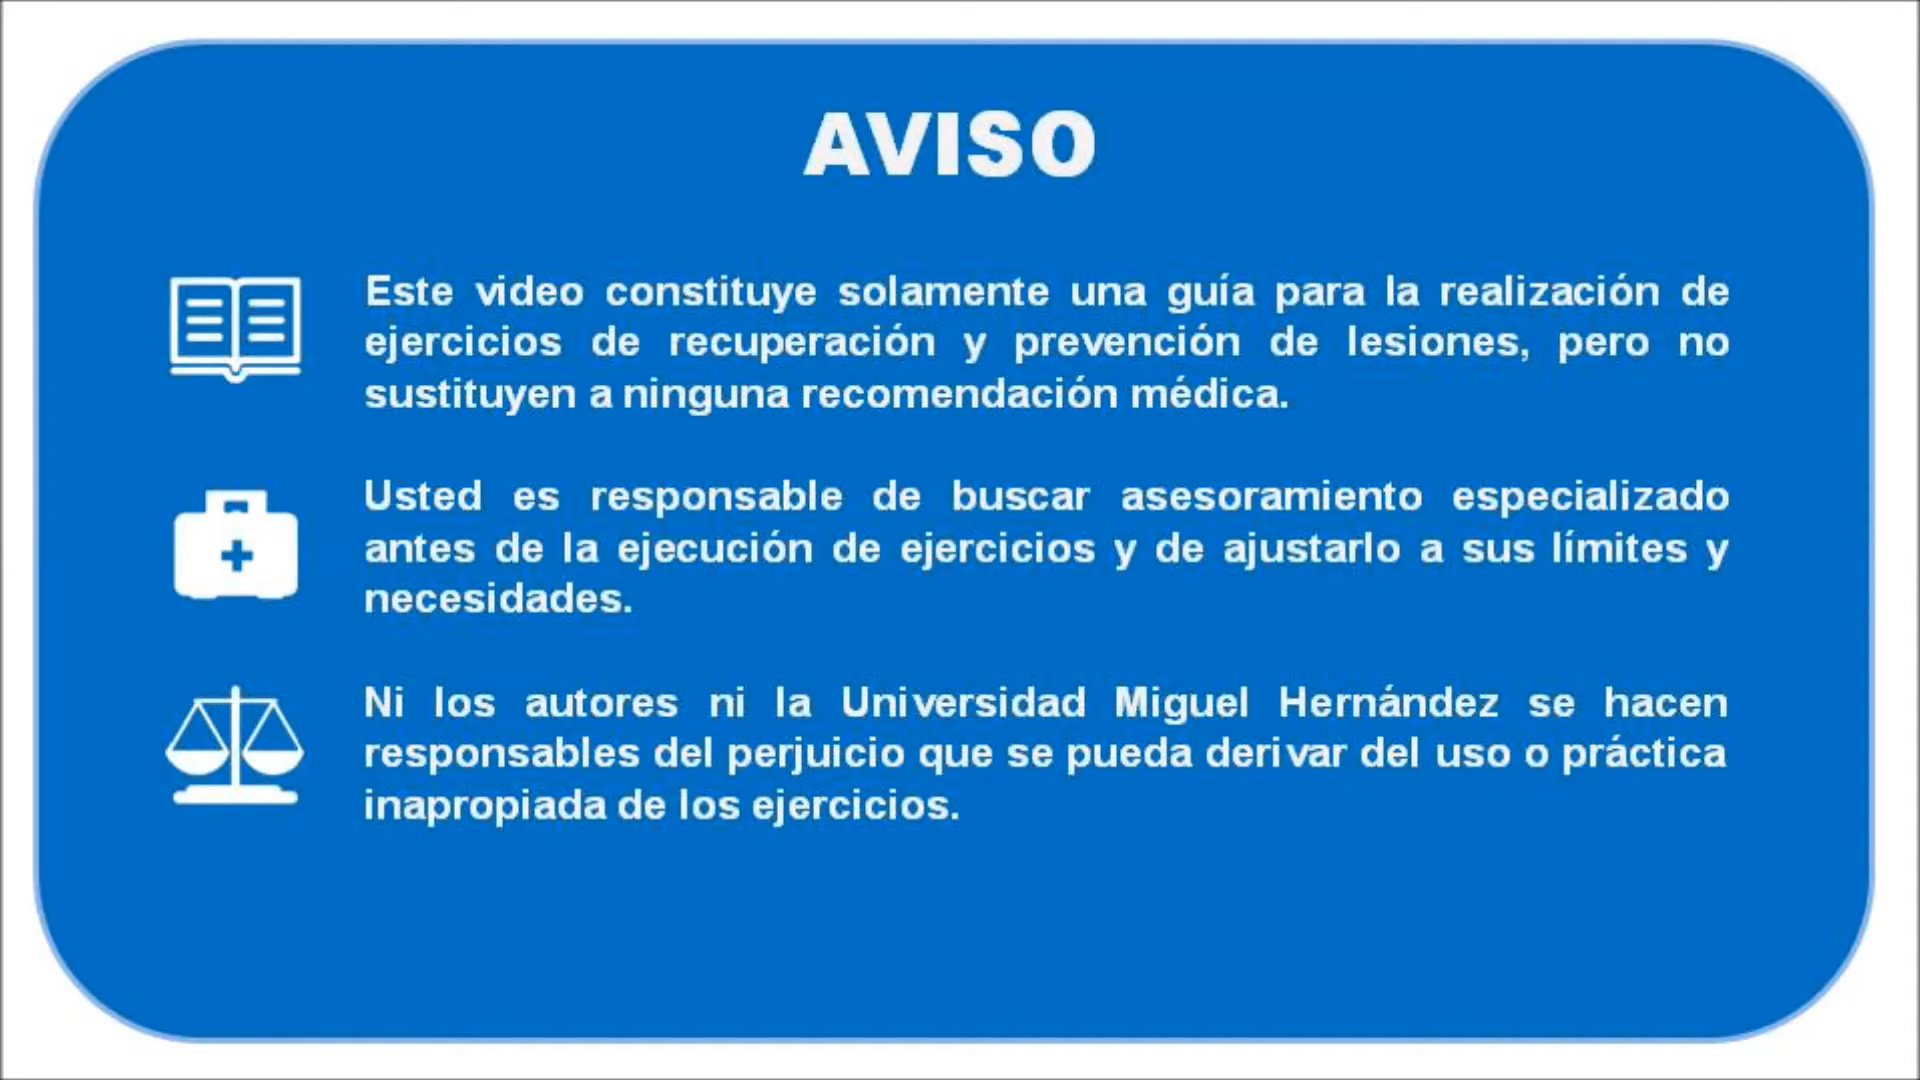 AVISO
Este video constituye solamente una guía para la realización de
ejercicios de recuperación y prevención de lesiones, pero no
sustituyen a ninguna recomendación médica.
Usted es responsable de buscar asesoramiento especializado
antes de la ejecución de ejercicios y de ajustarlo a sus límites y
necesidades.
Ni los autores ni la Universidad Miguel Hernández se hacen
responsables del perjuicio que se pueda derivar del uso o práctica
inapropiada de los ejercicios.